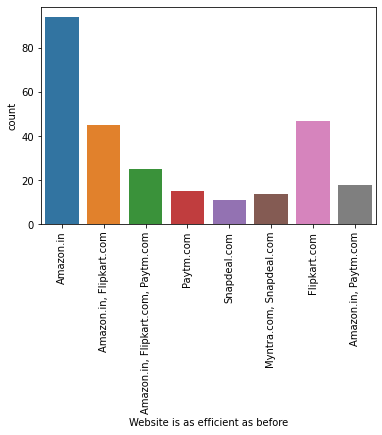 count
80
60
40
20
0
Amazon.in
Amazon.in, Flipkart.com
Amazon.in, Flipkart.com, Paytm.com
Paytm.com
Snapdeal.com
Myntra.com, Snapdeal.com
Flipkart.com
Amazon.in, Paytm.com
Website is as efficient as before